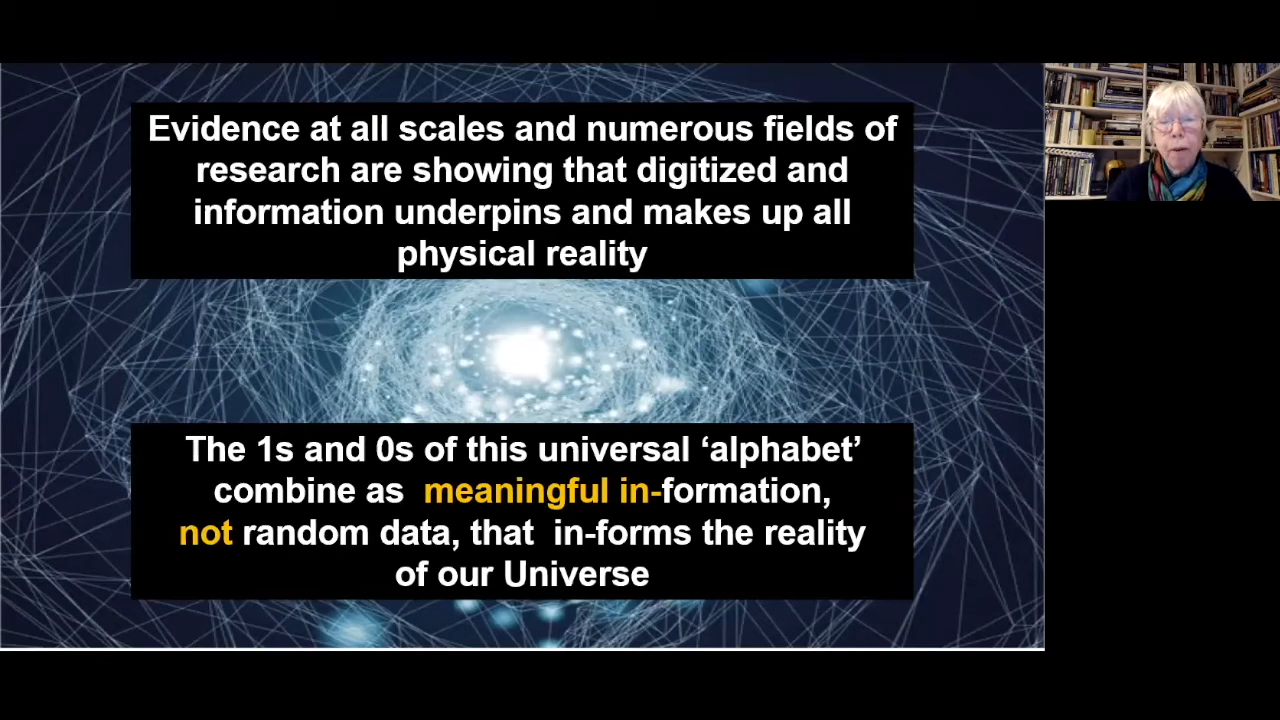 Evidence at all scales and numerous fields of
research are showing that digitized and
information underpins and makes up all
physical reality
The 1s and 0s of this universal ‘alphabet’
combine as meaningful in-formation,
not random data, that in-forms the reality
of our Universe